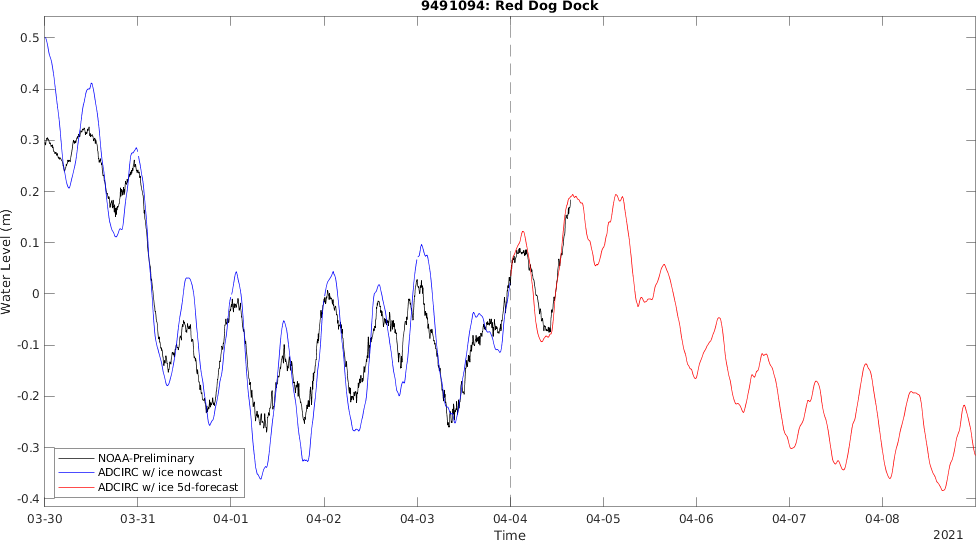 9491094: Red Dog Dock
0.5
0.4
0.3
0.2
0.1
0
-0.1
-0.2
-0.3
-0.4
Water Level (m)
NOAA-Preliminary
ADCIRC w/ ice nowcast
ADCIRC w/ ice 5d-forecast
03-30 03-31 04-01 04-02 04-03 04-04 04-05 04-06 04-07 04-08
Time
2021